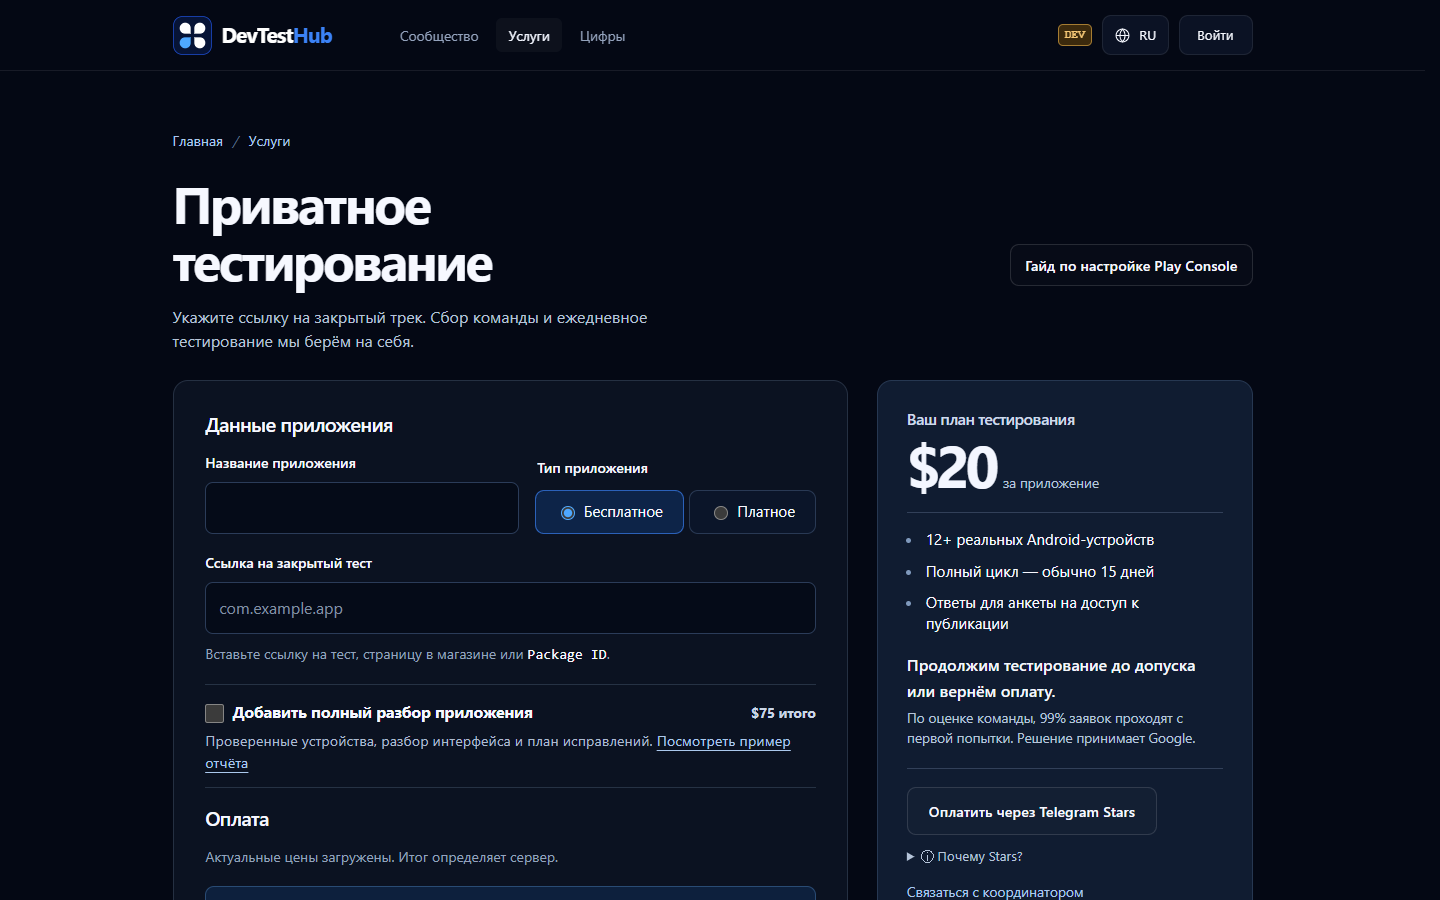 DevTestHub
Сообщество
Услуги
Цифры
DEV
RU
Войти
Главная / Услуги
Приватное
тестирование
Гайд по настройке Play Console
Укажите ссылку на закрытый трек. Сбор команды и ежедневное
тестирование мы берём на себя.
Данные приложения
Название приложения
Тип приложения
Бесплатное
Платное
Ссылка на закрытый тест
com.example.app
Вставьте ссылку на тест, страницу в магазине или Package ID.
Добавить полный разбор приложения
$75 итого
Проверенные устройства, разбор интерфейса и план исправлений. Посмотреть пример
отчёта
Оплата
Актуальные цены загружены. Итог определяет сервер.
Ваш план тестирования
$20 за приложение
12+ реальных Android-устройств
Полный цикл — обычно 15 дней
Ответы для анкеты на доступ к
публикации
Продолжим тестирование до допуска
или вернём оплату.
По оценке команды, 99% заявок проходят с
первой попытки. Решение принимает Google.
Оплатить через Telegram Stars
Почему Stars?
Связаться с координатором